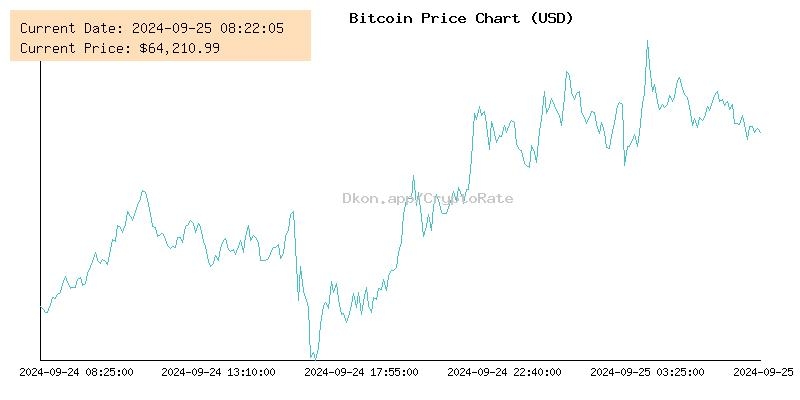 Bitcoin Price Chart (USD)
Current Date: 2024-09-25 08:22:05
Current Price: $64,210.99
Dkon.app/CryptoRate
2024-09-24 08:25:00 2024-09-24 13:10:00 2024-09-24 17:55:00 2024-09-24 22:40:00 2024-09-25 03:25:00 2024-09-25